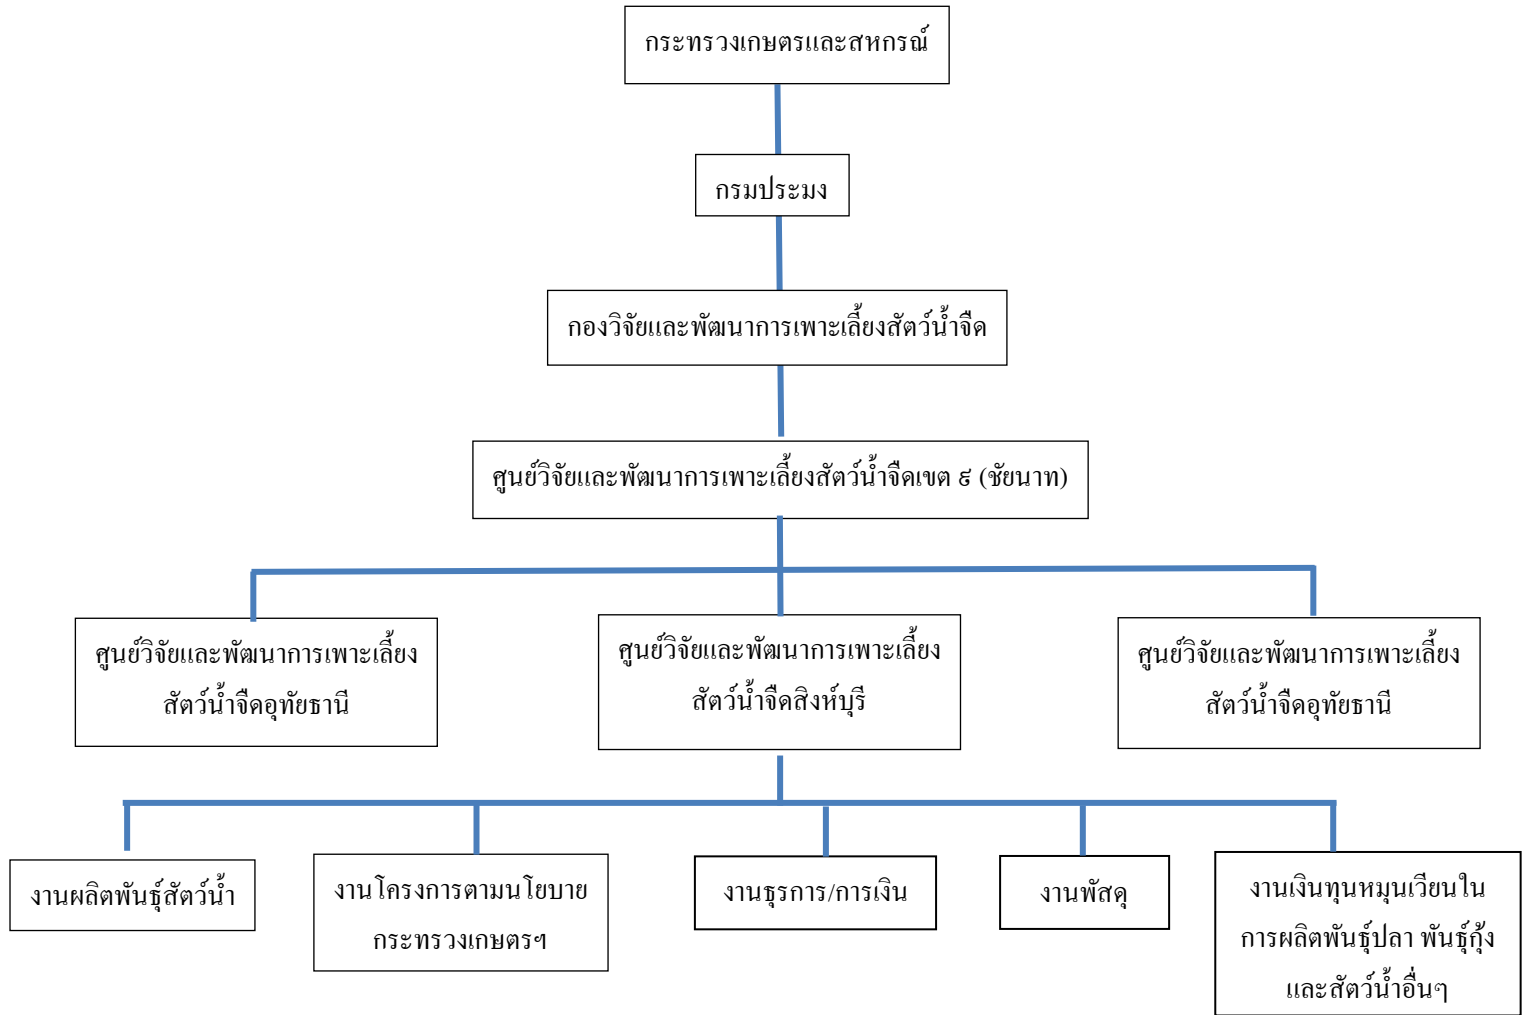 กระทรวงเกษตรและสหกรณ์
กรมประมง
กองวิจัยและพัฒนาการเพาะเลี้ยงสัตว์น้ำจืด
ศูนย์วิจัยและพัฒนาการเพาะเลี้ยงสัตว์น้ำจืดเขต ๙ (ชัยนาท)
ศูนย์วิจัยและพัฒนาการเพาะเลี้ยง
สัตว์น้ำจืดอุทัยธานี
ศูนย์วิจัยและพัฒนาการเพาะเลี้ยง
สัตว์น้ำจืดสิงห์บุรี
ศูนย์วิจัยและพัฒนาการเพาะเลี้ยง
สัตว์น้ำจืดอุทัยธานี
งานผลิตพันธุ์สัตว์น้ำ
งานโครงการตามนโยบาย
กระทรวงเกษตรฯ
งานธุรการ/การเงิน
งานพัสดุ
งานเงินทุนหมุนเวียนใน
การผลิตพันธุ์ปลา พันธุ์กุ้ง
และสัตว์น้ำอื่นๆ